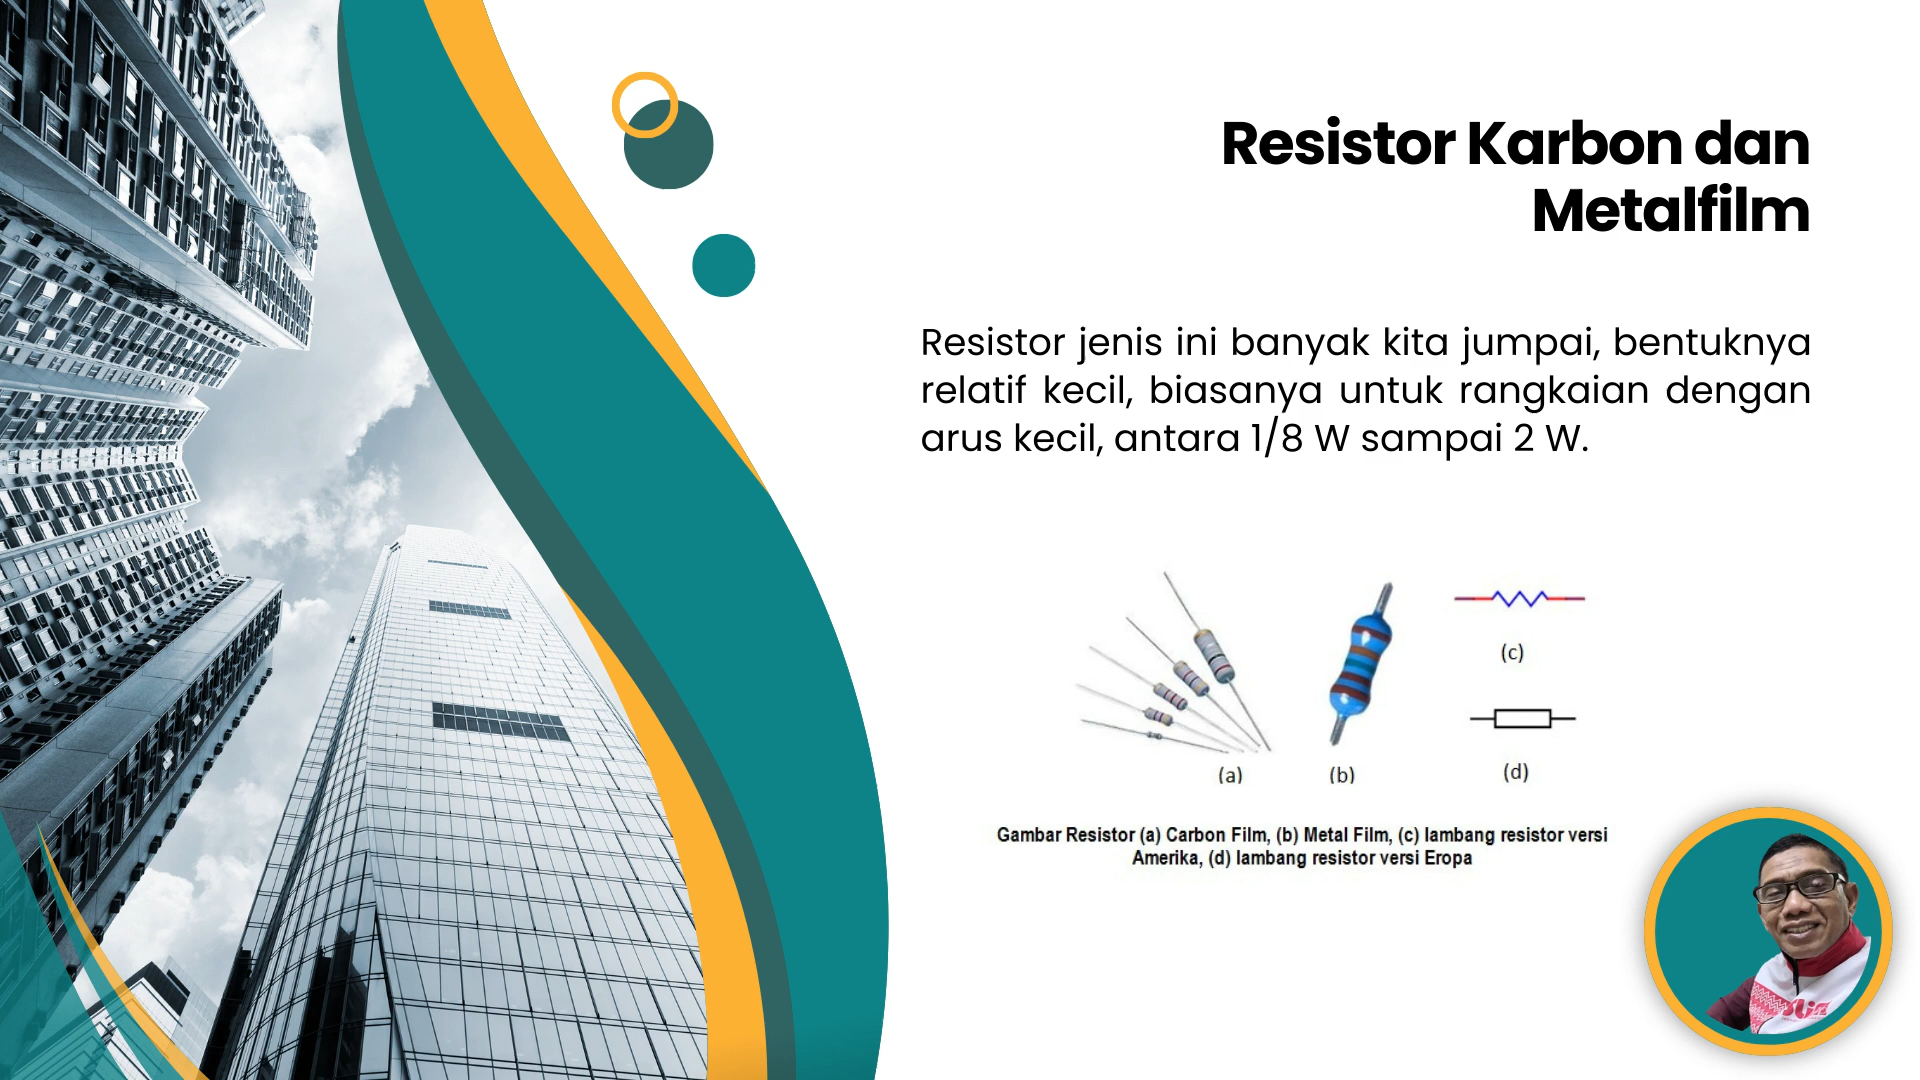 Resistor Karbon dan
Metalfilm
Resistor jenis ini banyak kita jumpai, bentuknya
relatif kecil, biasanya untuk rangkaian dengan
arus kecil, antara 1/8 W sampai 2 W.
(a)
(b)
(c)
(d)
Gambar Resistor (a) Carbon Film, (b) Metal Film, (c) lambang resistor versi
Amerika, (d) lambang resistor versi Eropa